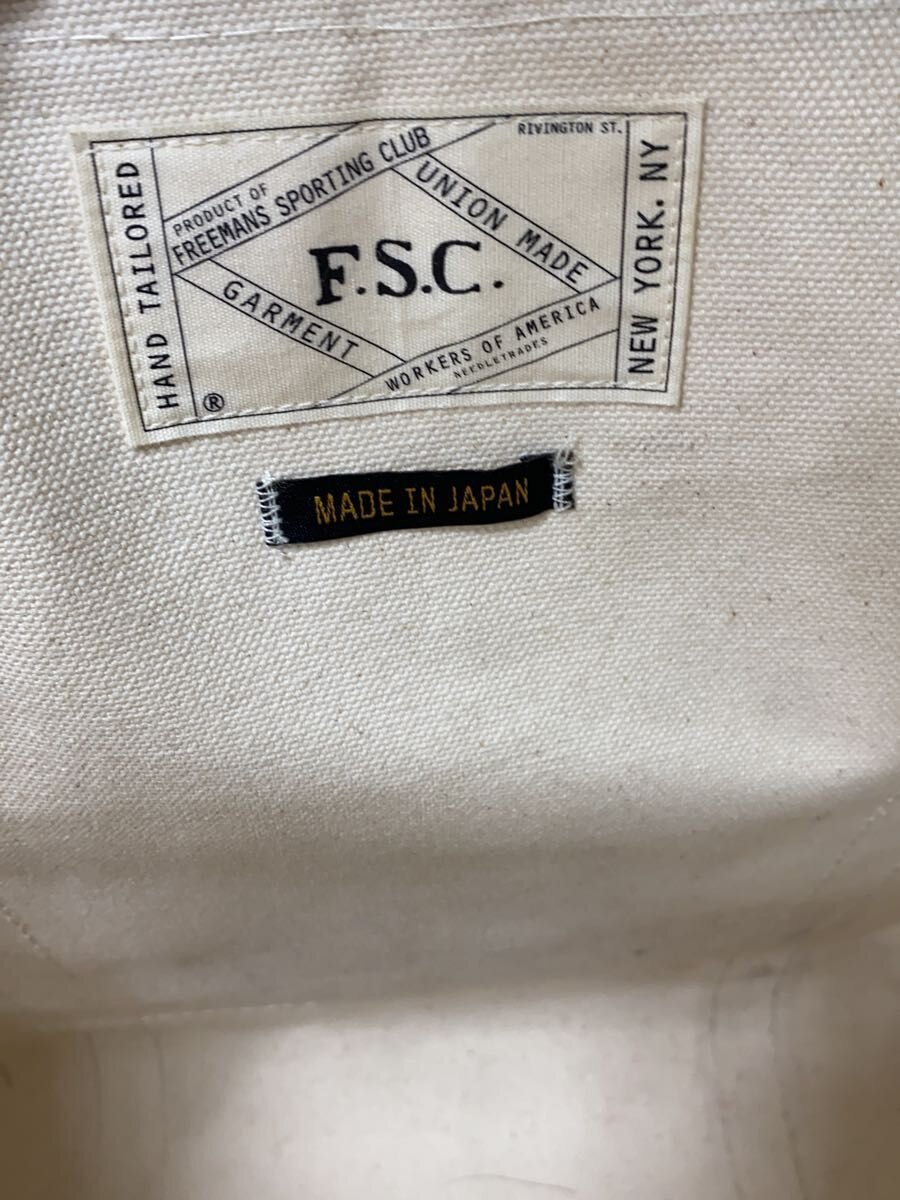 HAND TAILORED
PRODUCT OF
FREEMANS SPORTING CLUB
RIVINGTON ST.
UNION MADE
F.S.C.
GARMENT
WORKERS OF AMERICA
NEEDLETRADES
NEW YORK. NY
®
MADE IN JAPAN